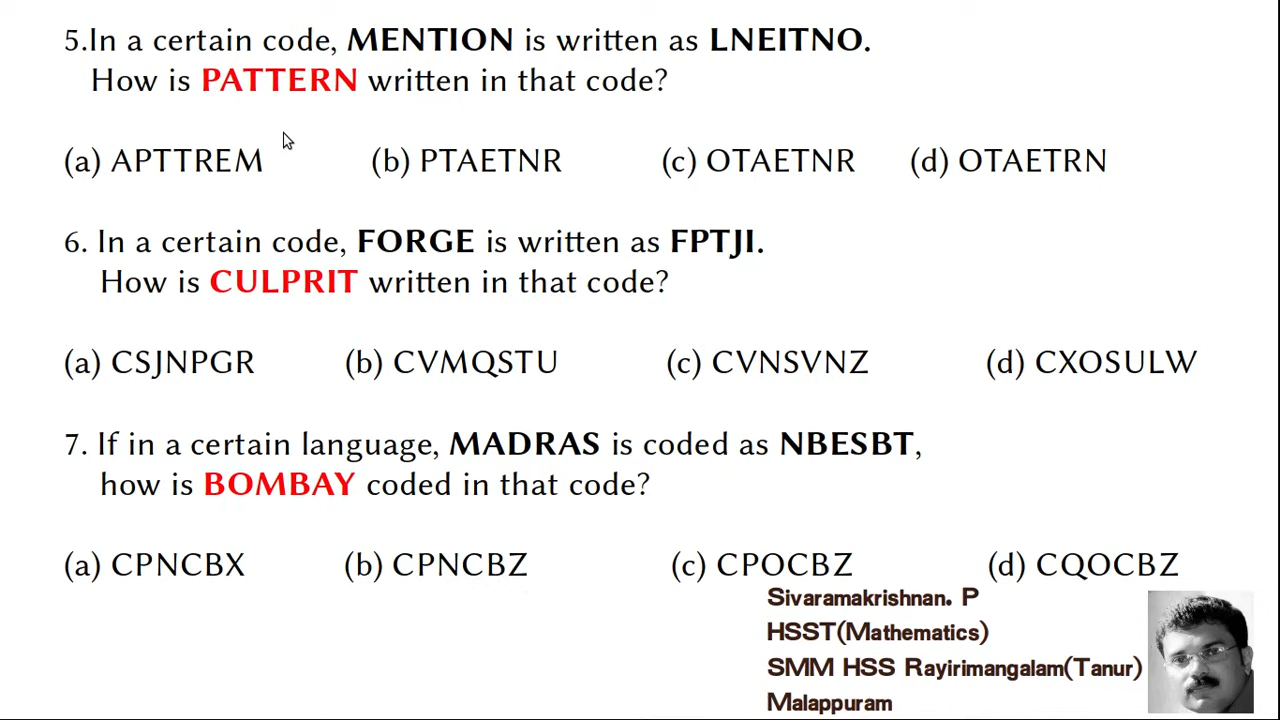 5.In a certain code, MENTION is written as LNEITNO.
How is PATTERN written in that code?
(a) APTTREM (b) PTAETNR (c) OTAETNR (d) OTAETRN
6. In a certain code, FORGE is written as FPTJI.
How is CULPRIT written in that code?
(a) CSJNPGR (b) CVMQSTU (c) CVNSVNZ (d) CXOSULW
7. If in a certain language, MADRAS is coded as NBESBT,
how is BOMBAY coded in that code?
(a) CPNCBX (b) CPNCBZ (c) CPOCBZ (d) CQOCBZ
Sivaramakrishnan. P
HSST(Mathematics)
SMM HSS Rayirimangalam(Tanur)
Malappuram